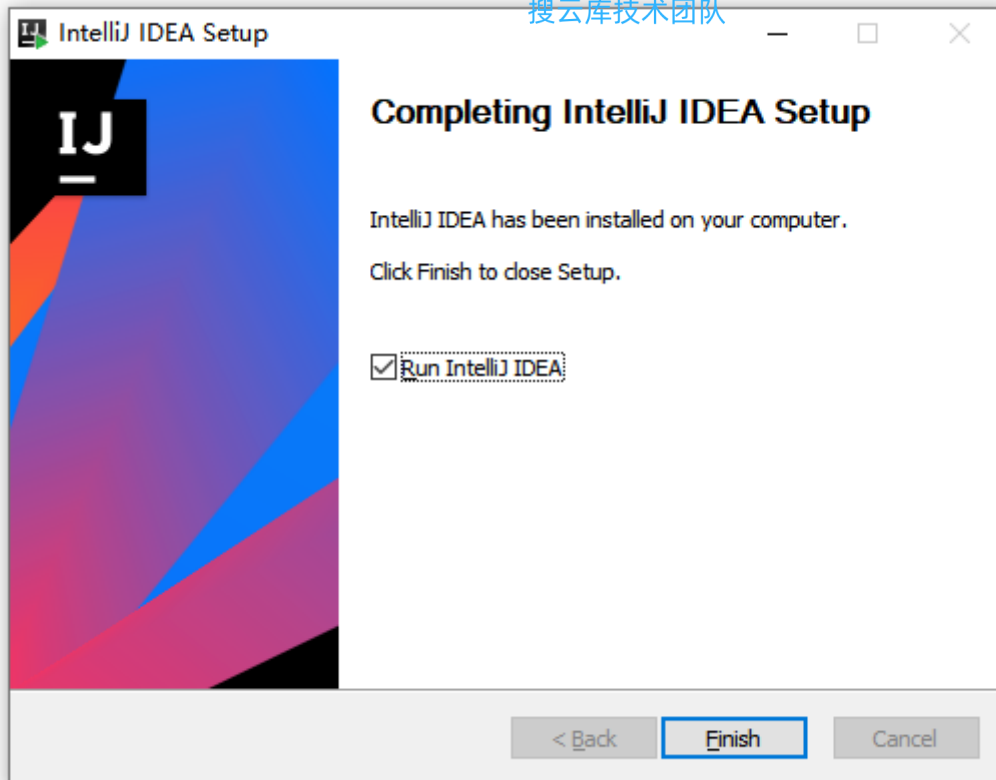 搜云库技术团队
IntelliJ IDEA Setup
IJ
Completing IntelliJ IDEA Setup
IntelliJ IDEA has been installed on your computer.
Click Finish to close Setup.
Run IntelliJ IDEA
< Back Finish Cancel